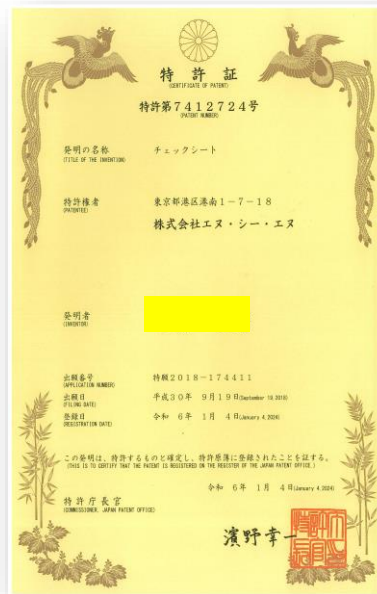 特許証
(CERTIFICATE OF PATENT)
特許第7412724号
(PATENT NUMBER)
発明の名称 チェックシート
(TITLE OF THE INVENTION)
特許権者 東京都港区港南1-7-18
(PATENTEE)
株式会社エヌ・シー・エヌ
発明者
(INVENTOR)
出願番号 特願2018-174411
(APPLICATION NUMBER)
出願日 平成30年 9月19日(September 19,2018)
(FILING DATE)
登録日 令和 6年 1月 4日(January 4,2024)
(REGISTRATION DATE)
この発明は、特許するものと確定し、特許原簿に登録されたことを証する。
(THIS IS TO CERTIFY THAT THE PATENT IS REGISTERED ON THE REGISTER OF THE JAPAN PATENT OFFICE.)
令和 6年 1月 4日(January 4,2024)
特許庁長官
(COMMISSIONER, JAPAN PATENT OFFICE)
濱野幸一